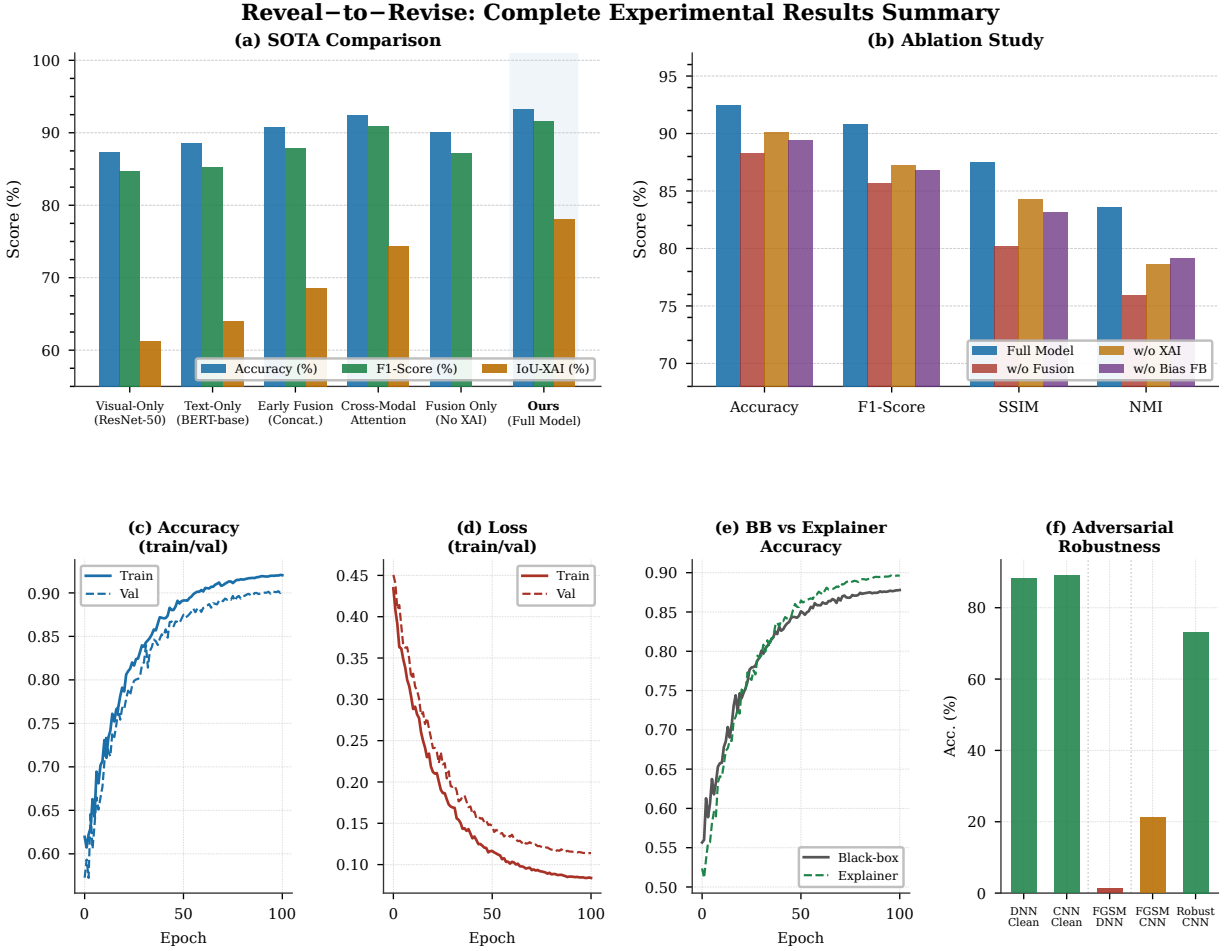 Reveal−to−Revise: Complete Experimental Results Summary
(a) SOTA Comparison
100
90
80
70
60
Score (%)
Accuracy (%)
F1-Score (%)
IoU-XAI (%)
Visual-Only
(ResNet-50)
Text-Only
(BERT-base)
Early Fusion
(Concat.)
Cross-Modal
Attention
Fusion Only
(No XAI)
Ours
(Full Model)
(b) Ablation Study
95
90
85
80
75
70
Score (%)
Full Model
w/o Fusion
w/o XAI
w/o Bias FB
Accuracy
F1-Score
SSIM
NMI
(c) Accuracy
(train/val)
Train
Val
0.90
0.85
0.80
0.75
0.70
0.65
0.60
0
50
100
Epoch
(d) Loss
(train/val)
Train
Val
0.45
0.40
0.35
0.30
0.25
0.20
0.15
0.10
0
50
100
Epoch
(e) BB vs Explainer
Accuracy
0.90
0.85
0.80
0.75
0.70
0.65
0.60
0.55
0.50
Black-box
Explainer
0
50
100
Epoch
(f) Adversarial
Robustness
80
60
40
20
0
Acc. (%)
DNN
Clean
CNN
Clean
FGSM
DNN
FGSM
CNN
Robust
CNN